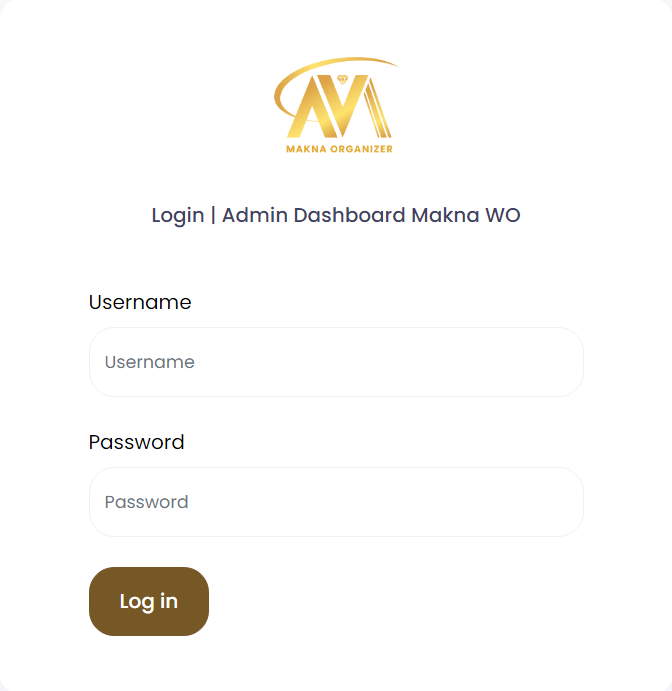 MAKNA ORGANIZER
Login | Admin Dashboard Makna WO
Username
Username
Password
Password
Log in